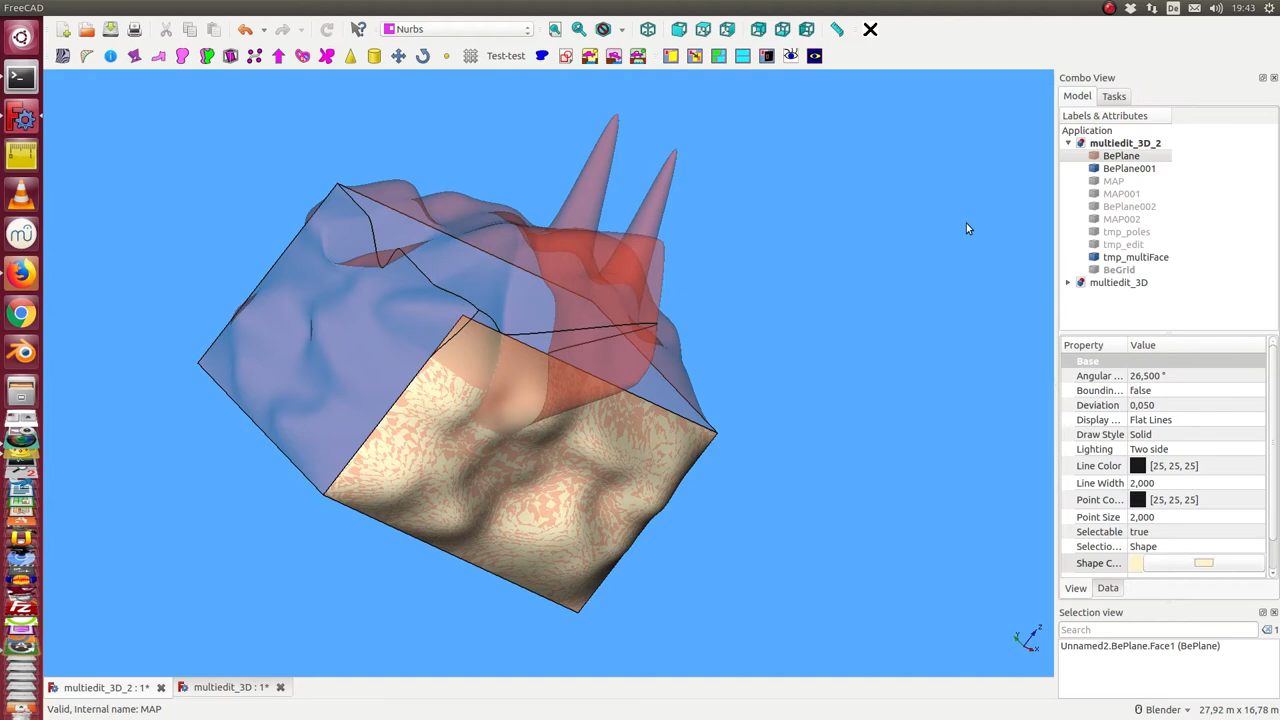 FreeCAD
De
19:43
Nurbs
Test-test
Combo View
Model
Tasks
Labels & Attributes
Application
multiedit_3D_2
BePlane
BePlane001
MAP
MAP001
BePlane002
MAP002
tmp_poles
tmp_edit
tmp_multiFace
BeGrid
multiedit_3D
Property Value
Base
Angular ... 26,500 °
Boundin... false
Deviation 0,050
Display ... Flat Lines
Draw Style Solid
Lighting Two side
Line Color [25, 25, 25]
Line Width 2,000
Point Co... [25, 25, 25]
Point Size 2,000
Selectable true
Selectio... Shape
Shape C...
View
Data
Selection view
Search
1
Unnamed2.BePlane.Face1 (BePlane)
Y
Z
X
multiedit_3D_2 : 1*
multiedit_3D : 1*
Valid, Internal name: MAP
Blender
27,92 m x 16,78 m